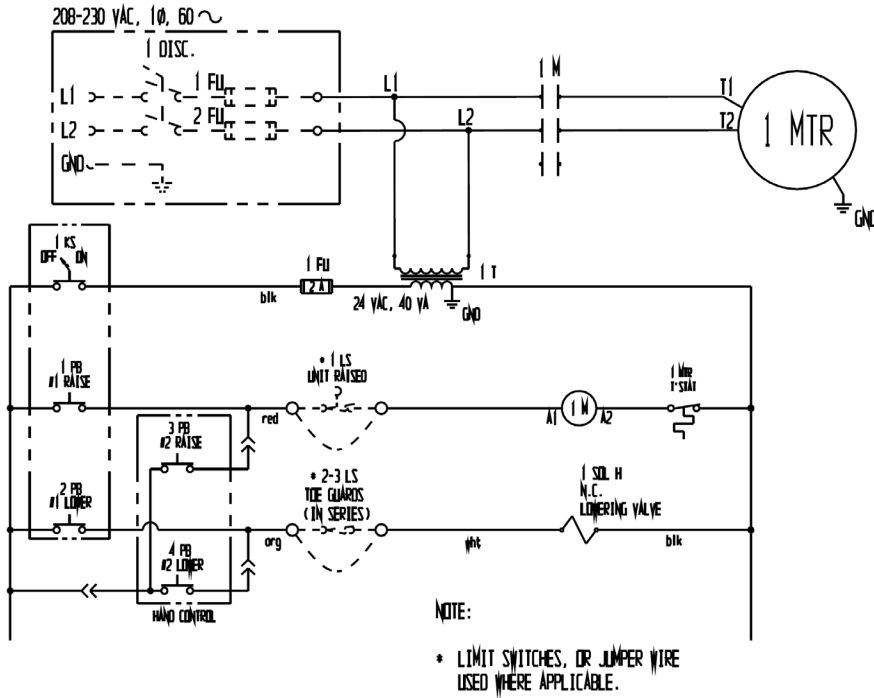 208-230 VAC, 1Ø, 60 ~
1 DISC.
1 FU
2 FU
L1
L2
GND
L1
L2
1 M
T1
T2
1 MTR
GND
1 KS
OFF ON
1 FU
2 A
blk
1 T
24 VAC, 40 VA
GND
1 PB
#1 RAISE
red
* 1 LS
LIMIT RAISED
A1
1 M
A2
1 MTR
T-STAT
3 PB
#2 RAISE
2 PB
#1 LOWER
org
* 2-3 LS
TOE GUARDS
(IN SERIES)
wht
1 SOL H
N.C.
LOWERING VALVE
blk
4 PB
#2 LOWER
HAND CONTROL
NOTE:
* LIMIT SWITCHES, OR JUMPER WIRE
USED WHERE APPLICABLE.